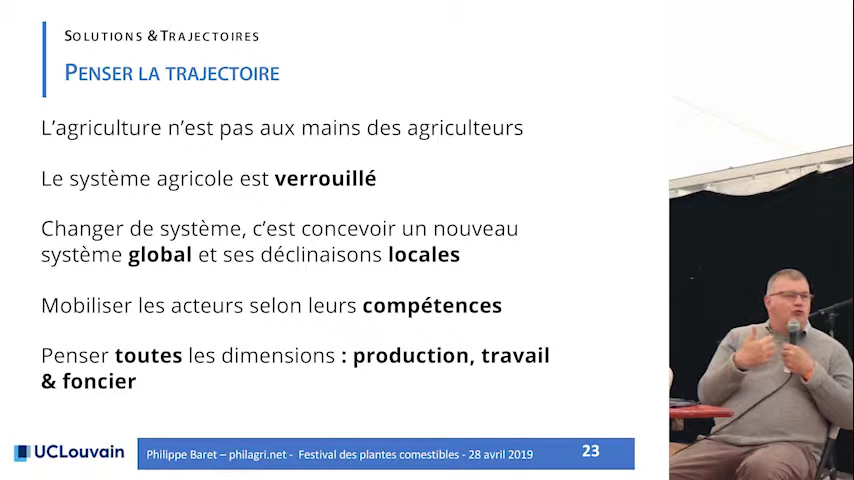 SOLUTIONS & TRAJECTOIRES
PENSER LA TRAJECTOIRE
L’agriculture n’est pas aux mains des agriculteurs
Le système agricole est verrouillé
Changer de système, c’est concevoir un nouveau
système global et ses déclinaisons locales
Mobiliser les acteurs selon leurs compétences
Penser toutes les dimensions : production, travail
& foncier
UCLouvain
Philippe Baret – philagri.net - Festival des plantes comestibles - 28 avril 2019
23